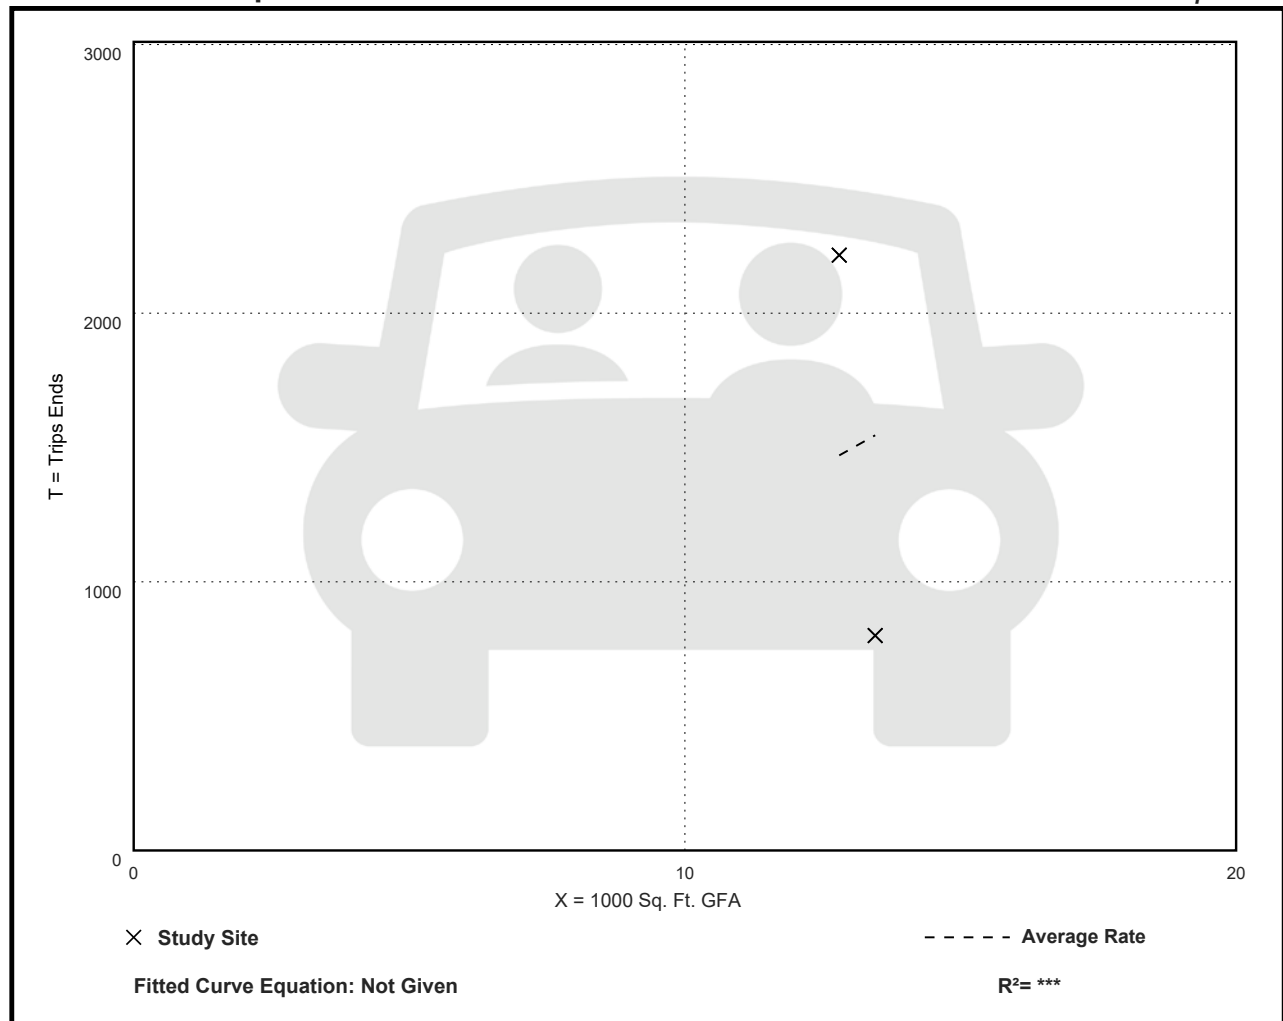 3000
2000
T = Trips Ends
1000
0
0 10 20
X = 1000 Sq. Ft. GFA
Study Site
Average Rate
Fitted Curve Equation: Not Given
R²= ***